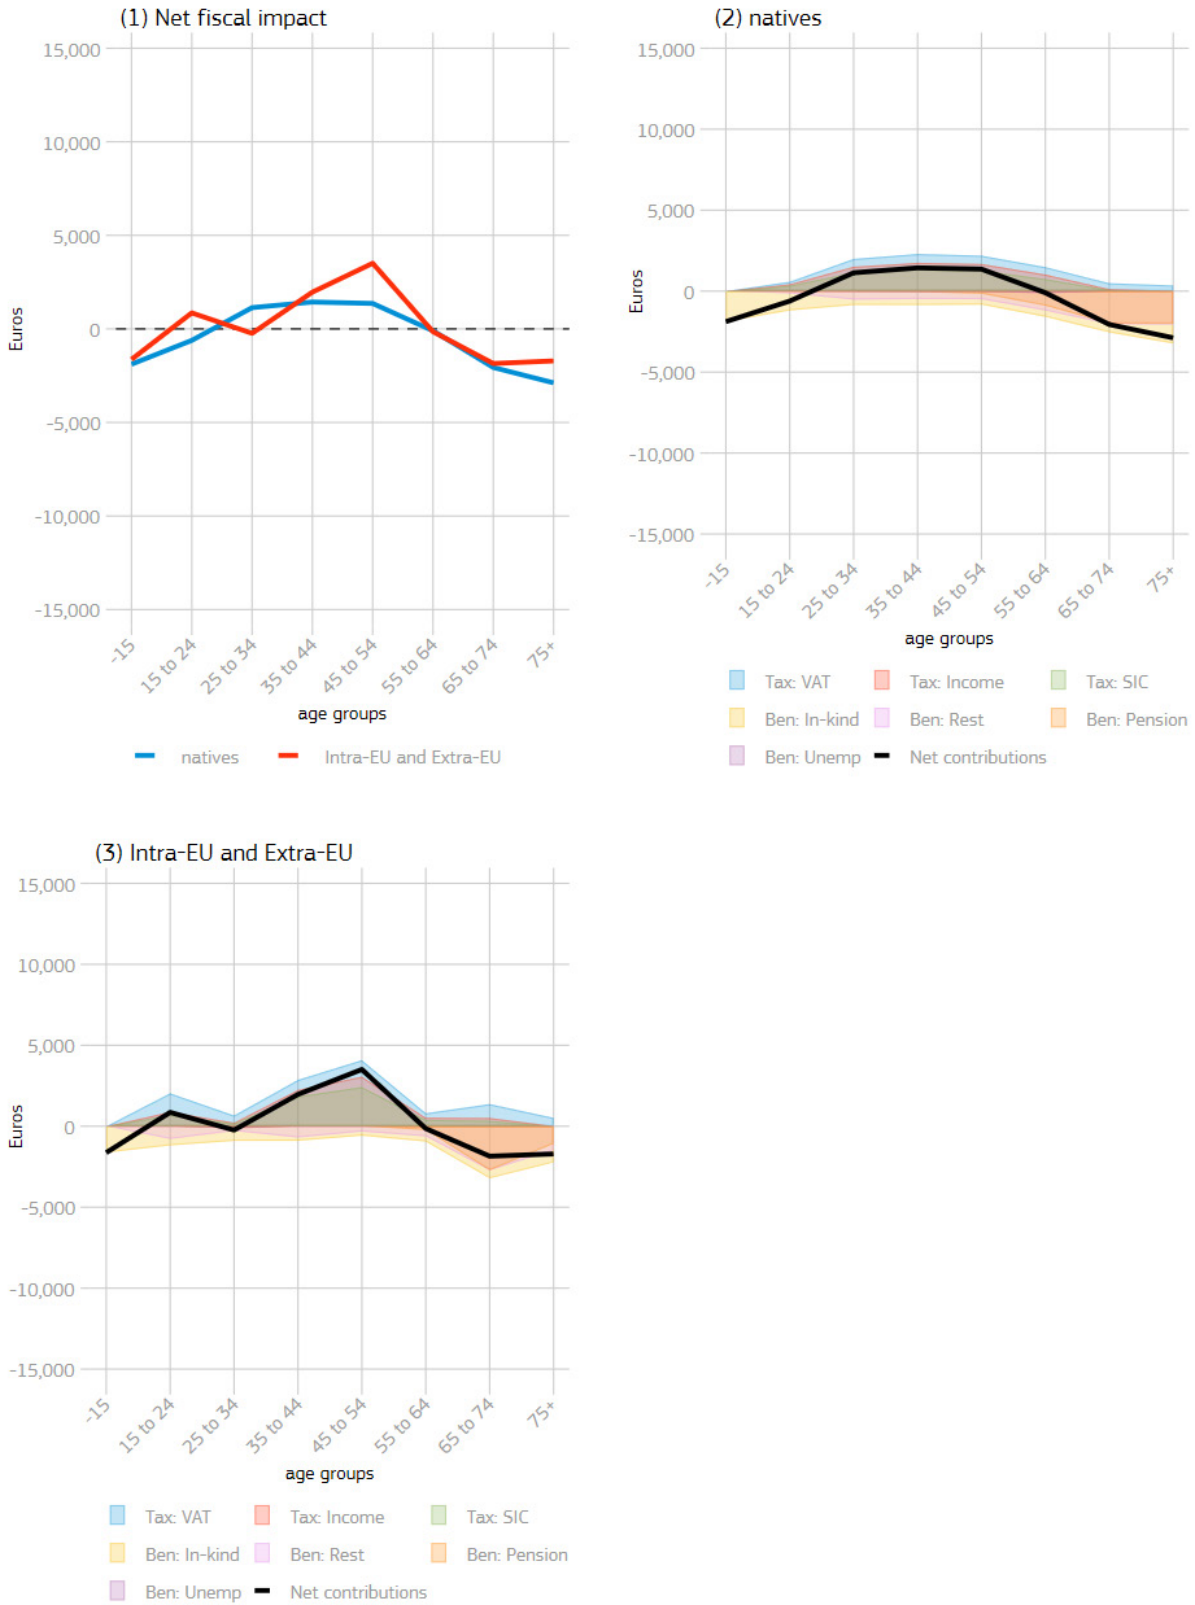 (1) Net fiscal impact
15,000
10,000
5,000
0
-5,000
-10,000
-15,000
Euros
-15
15 to 24
25 to 34
35 to 44
45 to 54
55 to 64
65 to 74
75+
age groups
natives
Intra-EU and Extra-EU
(2) natives
15,000
10,000
5,000
0
-5,000
-10,000
-15,000
Euros
-15
15 to 24
25 to 34
35 to 44
45 to 54
55 to 64
65 to 74
75+
age groups
Tax: VAT
Tax: Income
Tax: SIC
Ben: In-kind
Ben: Rest
Ben: Pension
Ben: Unemp
Net contributions
(3) Intra-EU and Extra-EU
15,000
10,000
5,000
0
-5,000
-10,000
-15,000
Euros
-15
15 to 24
25 to 34
35 to 44
45 to 54
55 to 64
65 to 74
75+
age groups
Tax: VAT
Tax: Income
Tax: SIC
Ben: In-kind
Ben: Rest
Ben: Pension
Ben: Unemp
Net contributions